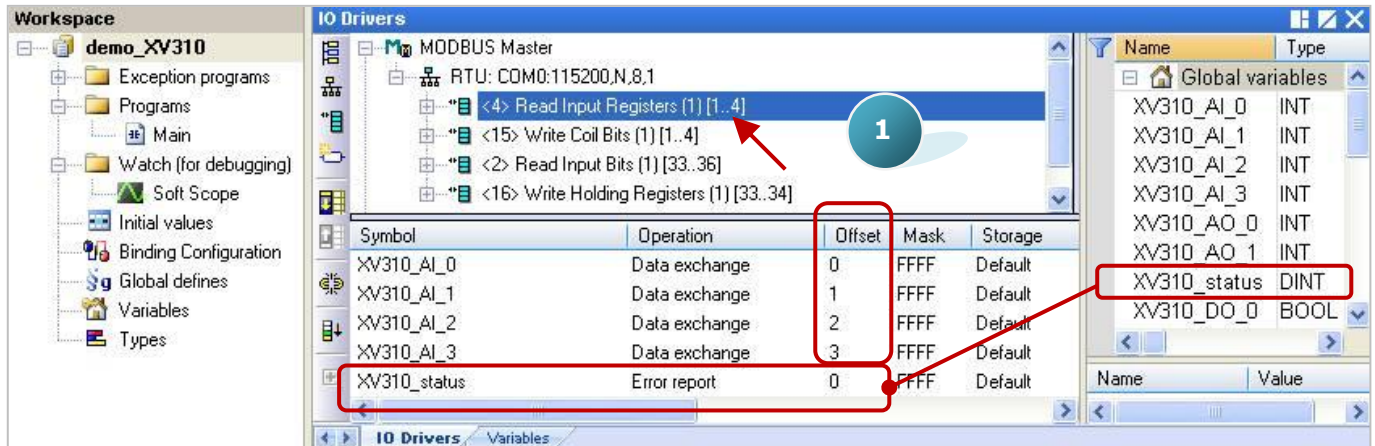 Workspace
demo_XV310
Exception programs
Programs
Main
Watch (for debugging)
Soft Scope
Initial values
Binding Configuration
Global defines
Variables
Types
IO Drivers
MODBUS Master
RTU: COM0:115200,N,8,1
<4> Read Input Registers (1) [1..4]
<15> Write Coil Bits (1) [1..4]
<2> Read Input Bits (1) [33..36]
<16> Write Holding Registers (1) [33..34]
1
Symbol Operation Offset Mask Storage
XV310_AI_0 Data exchange 0 FFFF Default
XV310_AI_1 Data exchange 1 FFFF Default
XV310_AI_2 Data exchange 2 FFFF Default
XV310_AI_3 Data exchange 3 FFFF Default
XV310_status Error report 0 FFFF Default
IO Drivers Variables
Name Type
Global variables
XV310_AI_0 INT
XV310_AI_1 INT
XV310_AI_2 INT
XV310_AI_3 INT
XV310_AO_0 INT
XV310_AO_1 INT
XV310_status DINT
XV310_DO_0 BOOL
Name Value